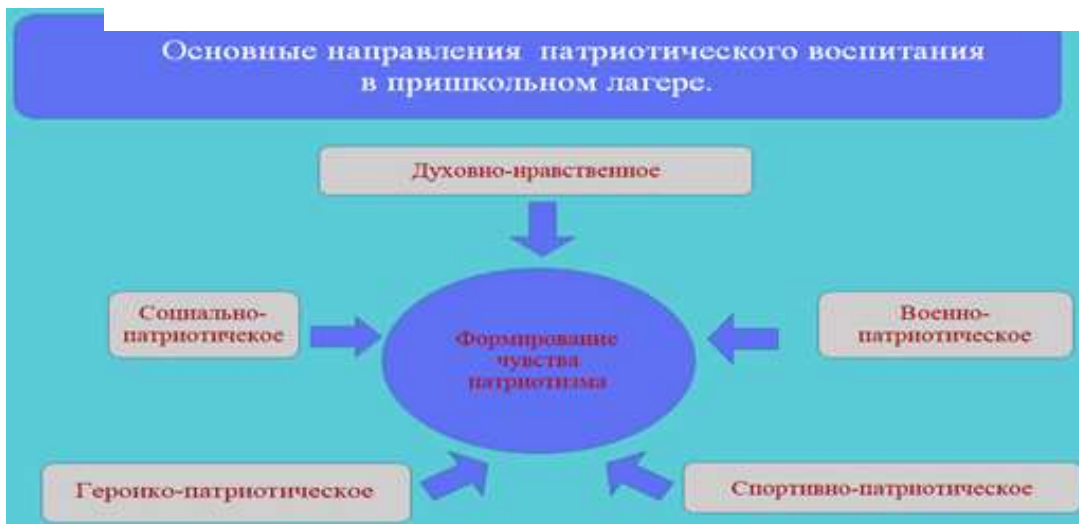 Основные направления патриотического воспитания
в пришкольном лагере.
Духовно-нравственное
Социально-
патриотичекое
Военно-
патриотическое
Формирование
чувства
патриотизма
Героико-патриотическое
Спортивно-патриотическое